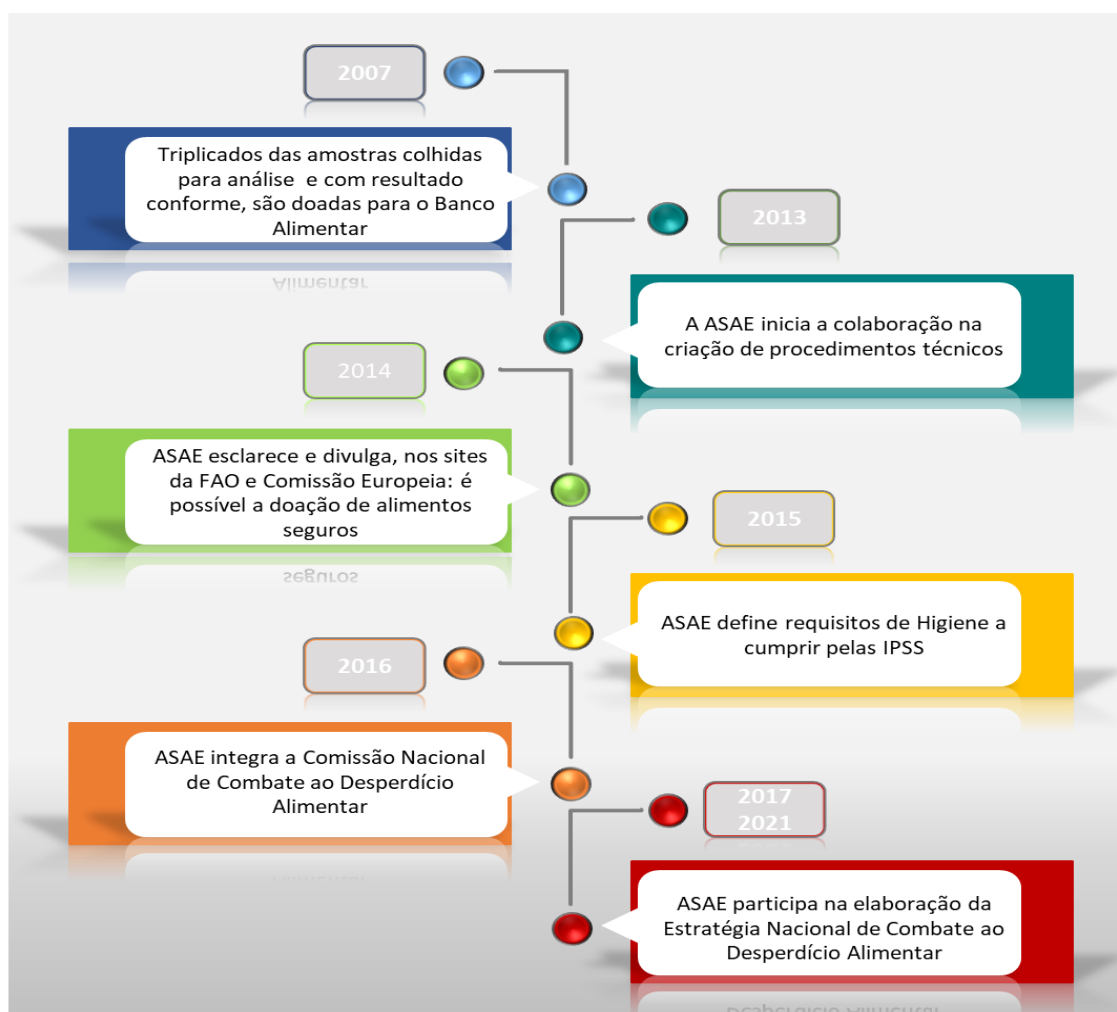 2007
Triplicados das amostras colhidas
para análise e com resultado
conforme, são doadas para o Banco
Alimentar
2013
A ASAE inicia a colaboração na
criação de procedimentos técnicos
2014
ASAE esclarece e divulga, nos sites
da FAO e Comissão Europeia: é
possível a doação de alimentos
seguros
2015
ASAE define requisitos de Higiene a
cumprir pelas IPSS
2016
ASAE integra a Comissão Nacional
de Combate ao Desperdício
Alimentar
2017
2021
ASAE participa na elaboração da
Estratégia Nacional de Combate ao
Desperdício Alimentar